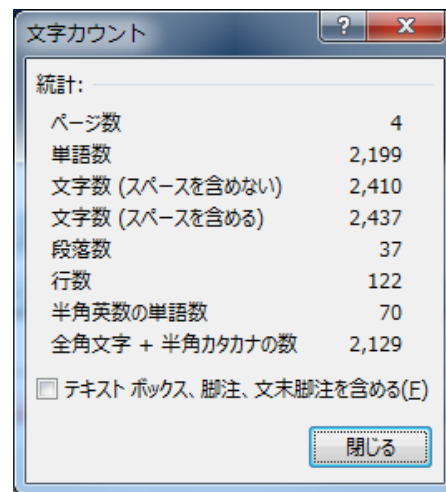 文字カウント
?
統計:
ページ数 4
単語数 2,199
文字数 (スペースを含めない) 2,410
文字数 (スペースを含める) 2,437
段落数 37
行数 122
半角英数の単語数 70
全角文字 + 半角カタカナの数 2,129
テキスト ボックス、脚注、文末脚注を含める(F)
閉じる